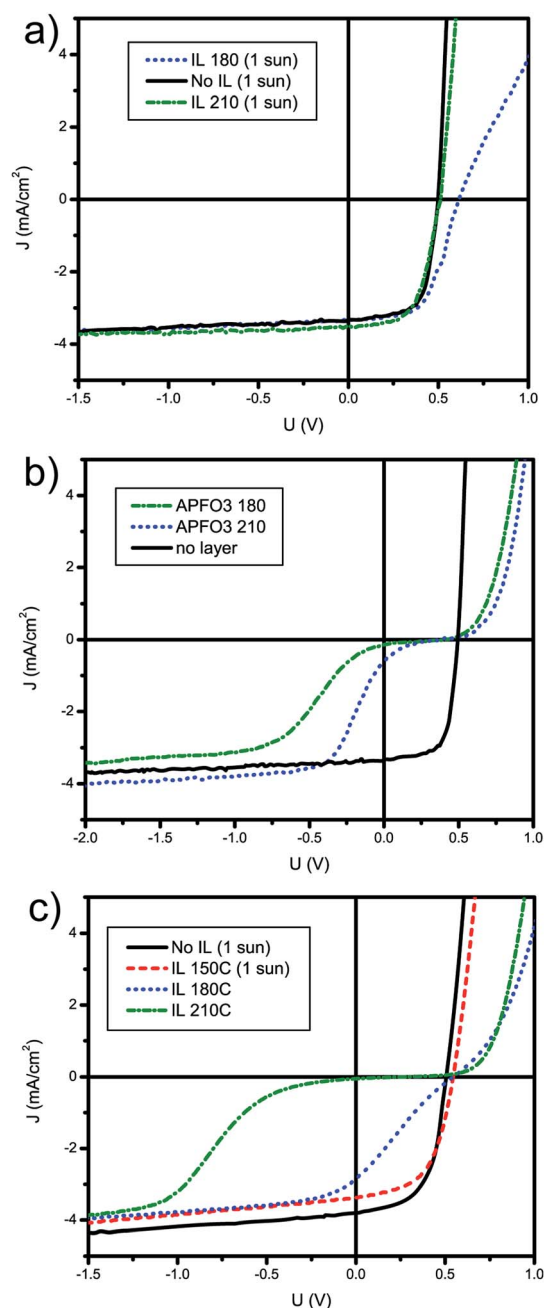 a)
IL 180 (1 sun)
No IL (1 sun)
IL 210 (1 sun)
4
2
0
-2
-4
J (mA/cm²)
-1.5 -1.0 -0.5 0.0 0.5 1.0
U (V)
b)
APFO3 180
APFO3 210
no layer
4
2
0
-2
-4
J (mA/cm²)
-2.0 -1.5 -1.0 -0.5 0.0 0.5 1.0
U (V)
c)
No IL (1 sun)
IL 150C (1 sun)
IL 180C
IL 210C
4
2
0
-2
-4
J (mA/cm²)
-1.5 -1.0 -0.5 0.0 0.5 1.0
U (V)